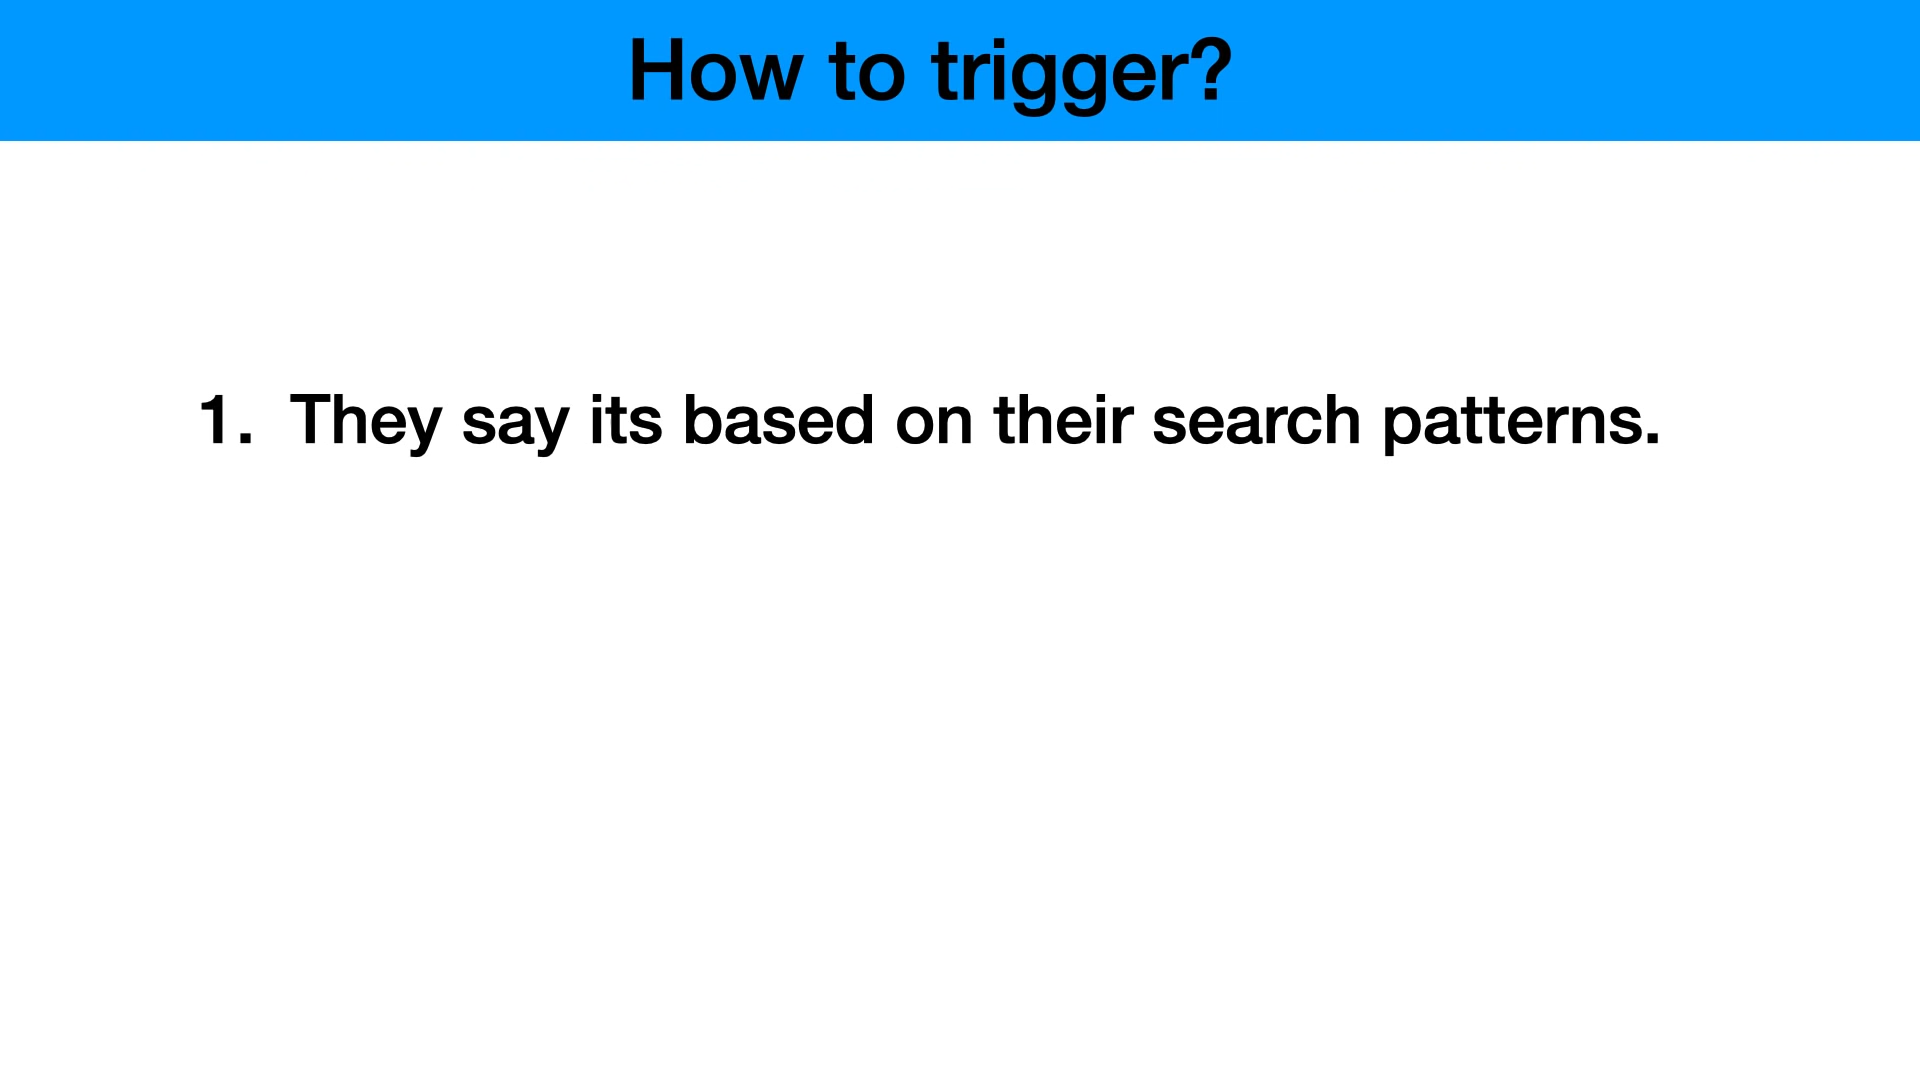 How to trigger?
1. They say its based on their search patterns.